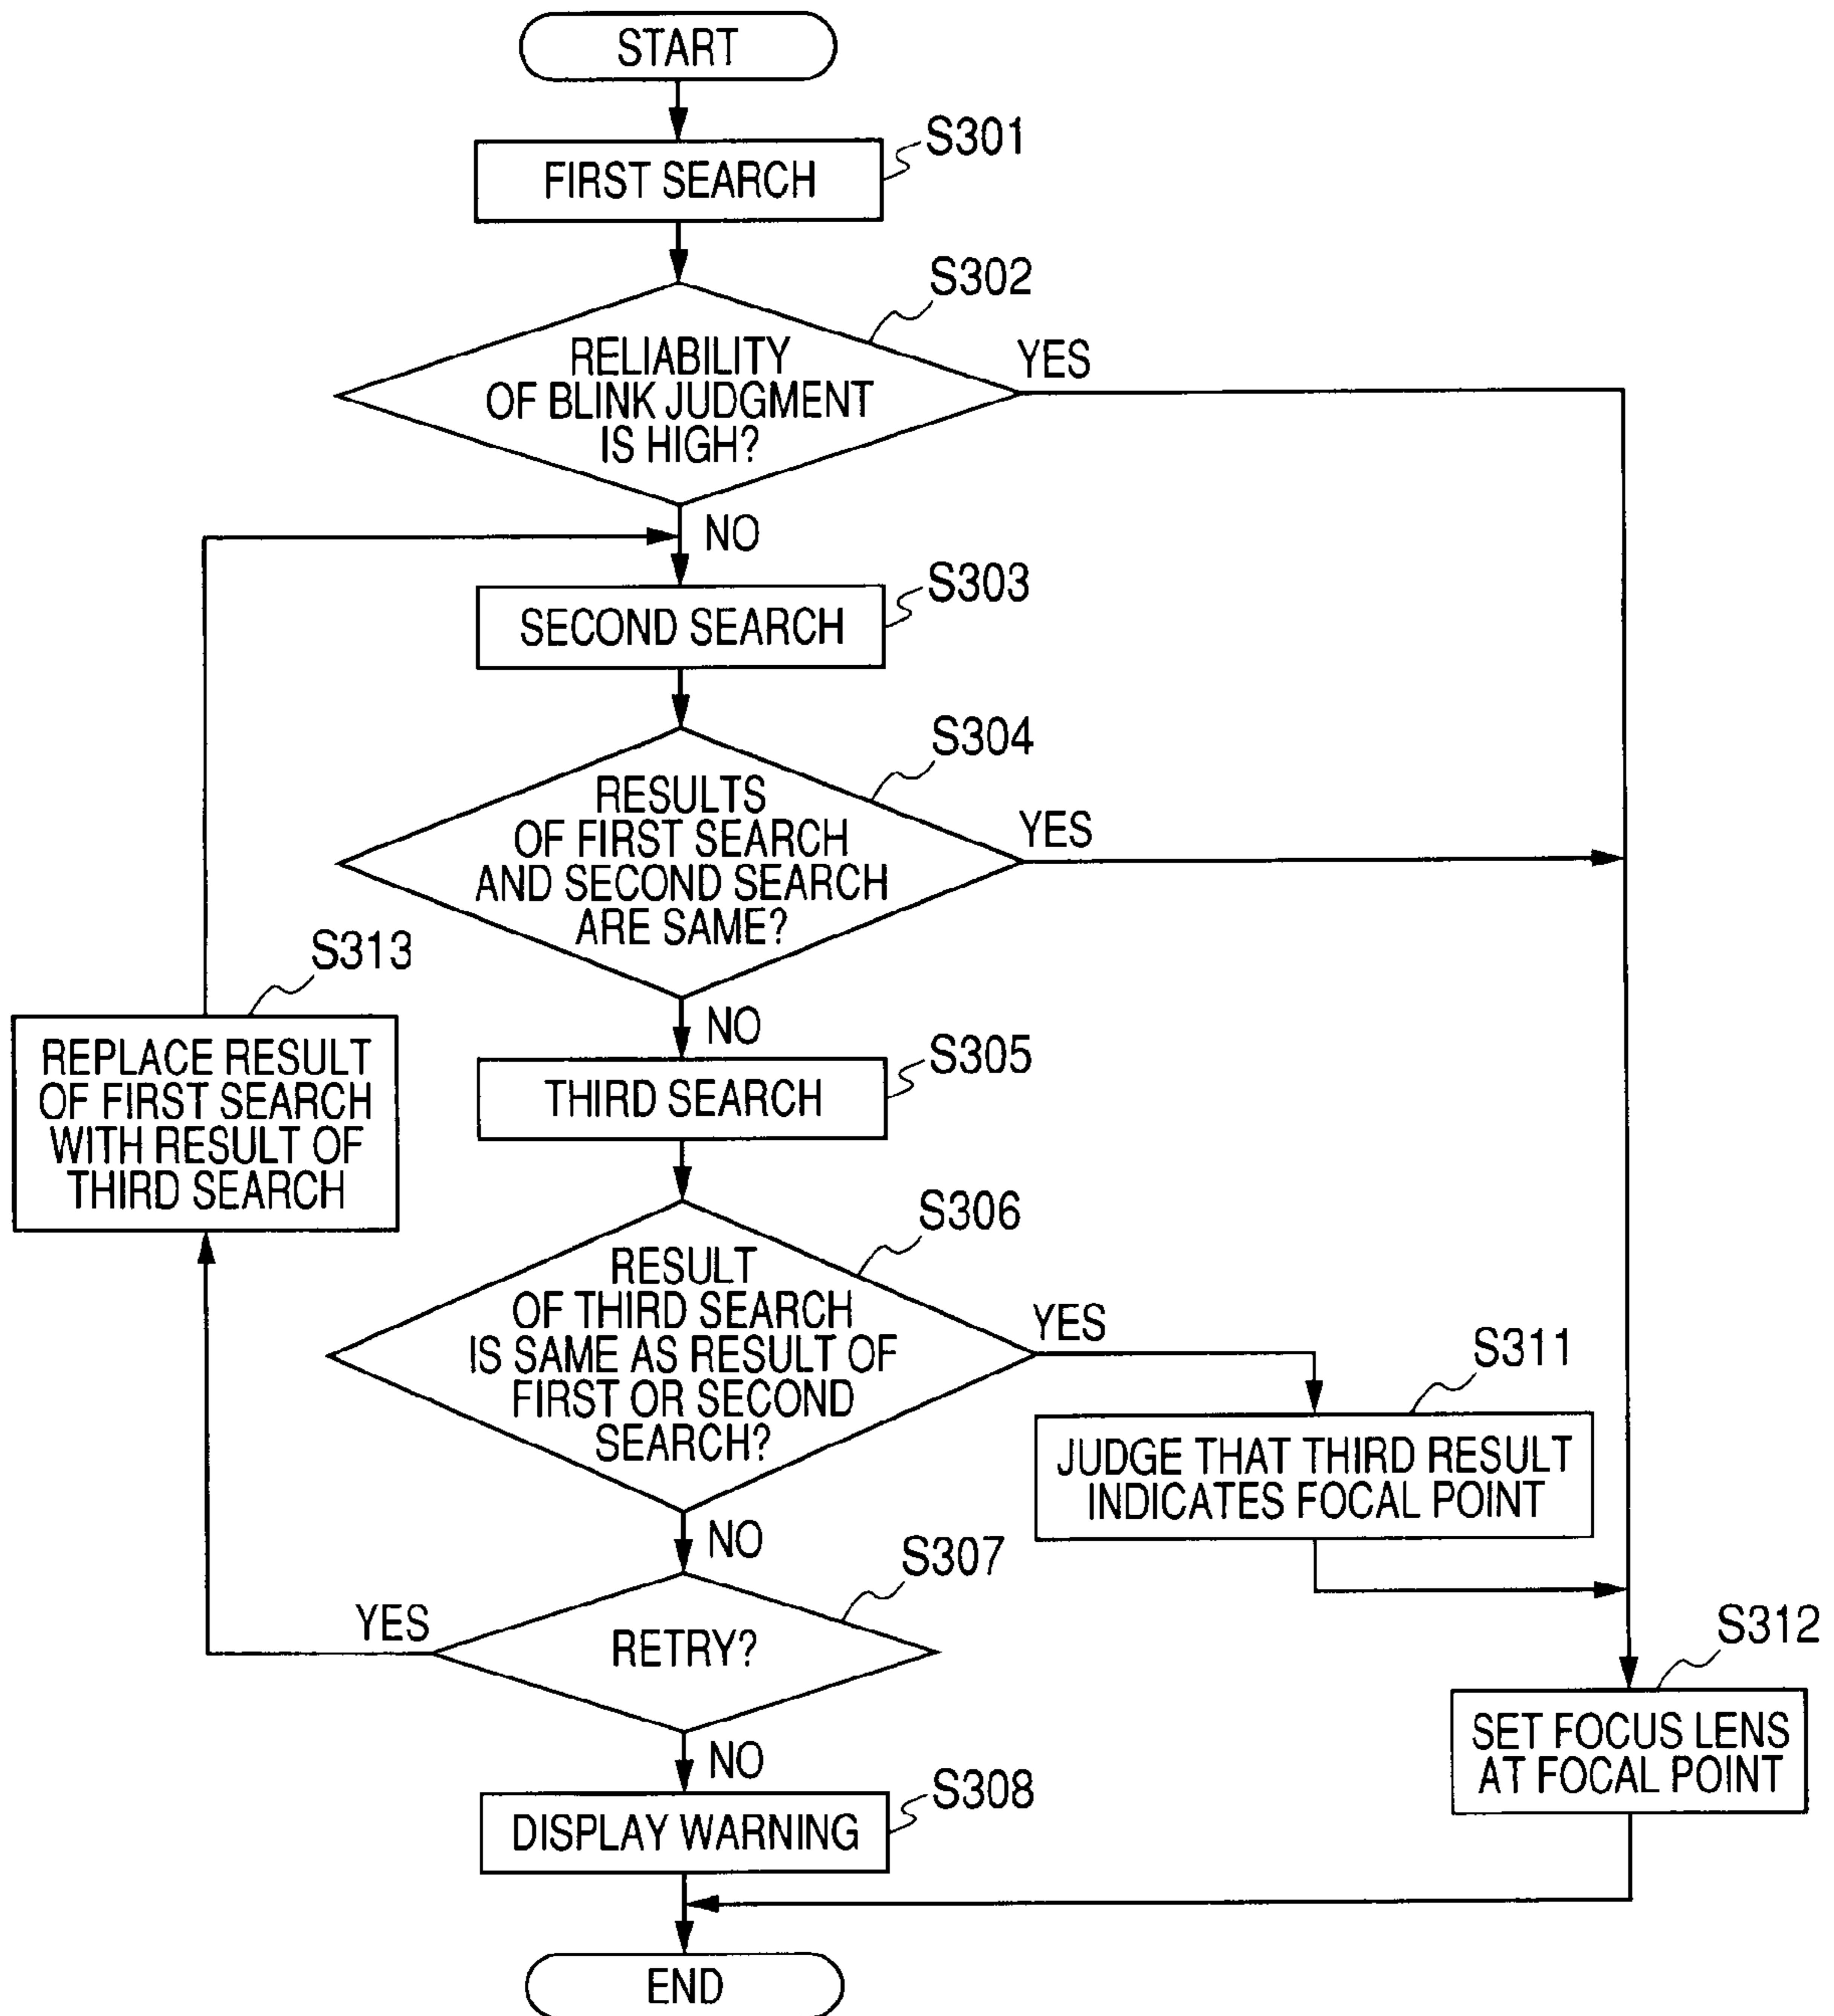 START
S301
FIRST SEARCH
S302
RELIABILITY
OF BLINK JUDGMENT
IS HIGH?
YES
NO
S303
SECOND SEARCH
S304
RESULTS
OF FIRST SEARCH
AND SECOND SEARCH
ARE SAME?
YES
NO
S313
REPLACE RESULT
OF FIRST SEARCH
WITH RESULT OF
THIRD SEARCH
S305
THIRD SEARCH
S306
RESULT
OF THIRD SEARCH
IS SAME AS RESULT OF
FIRST OR SECOND
SEARCH?
YES
S311
JUDGE THAT THIRD RESULT
INDICATES FOCAL POINT
NO
S307
RETRY?
YES
NO
S312
SET FOCUS LENS
AT FOCAL POINT
S308
DISPLAY WARNING
END